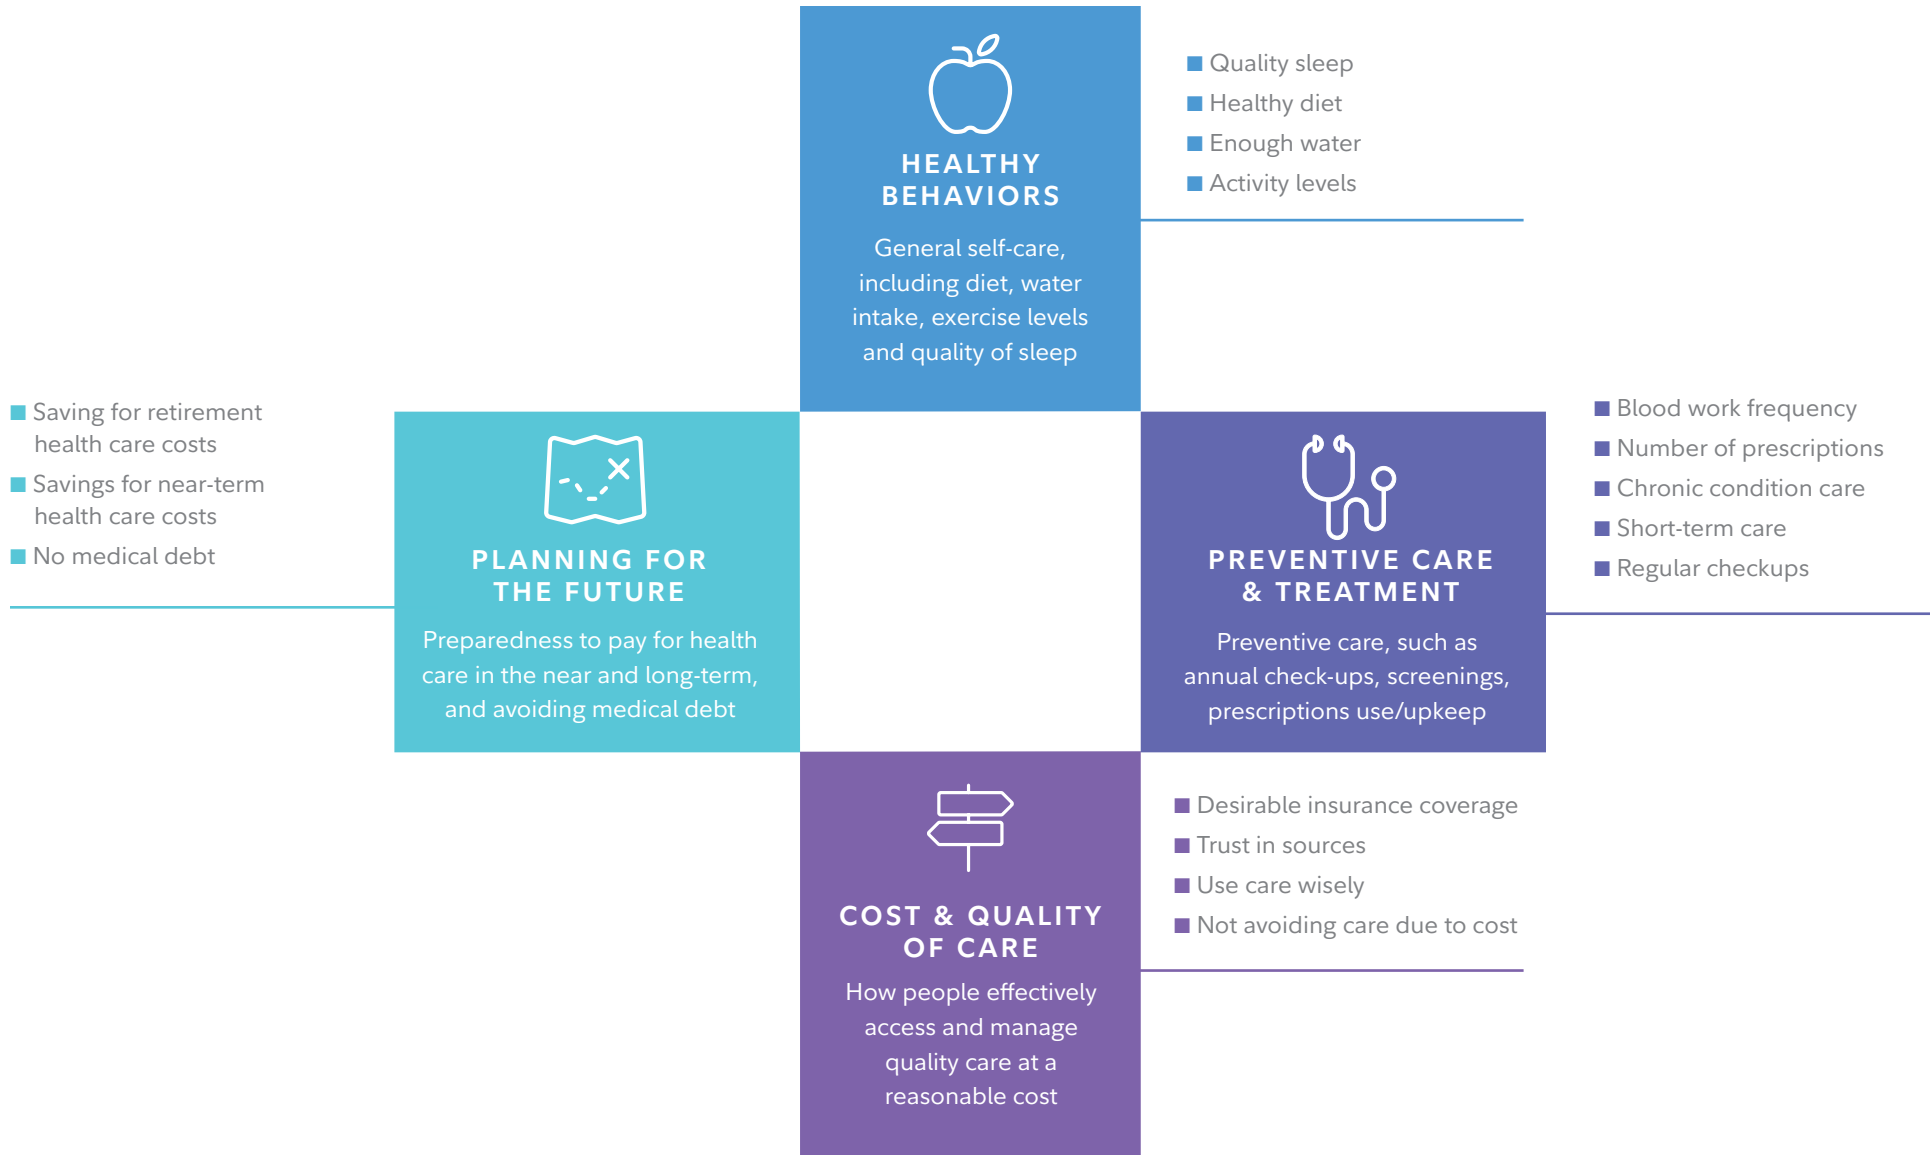 HEALTHY
BEHAVIORS
General self-care,
including diet, water
intake, exercise levels
and quality of sleep
■ Quality sleep
■ Healthy diet
■ Enough water
■ Activity levels
■ Saving for retirement
health care costs
■ Savings for near-term
health care costs
■ No medical debt
PLANNING FOR
THE FUTURE
Preparedness to pay for health
care in the near and long-term,
and avoiding medical debt
PREVENTIVE CARE
& TREATMENT
Preventive care, such as
annual check-ups, screenings,
prescriptions use/upkeep
■ Blood work frequency
■ Number of prescriptions
■ Chronic condition care
■ Short-term care
■ Regular checkups
COST & QUALITY
OF CARE
How people effectively
access and manage
quality care at a
reasonable cost
■ Desirable insurance coverage
■ Trust in sources
■ Use care wisely
■ Not avoiding care due to cost